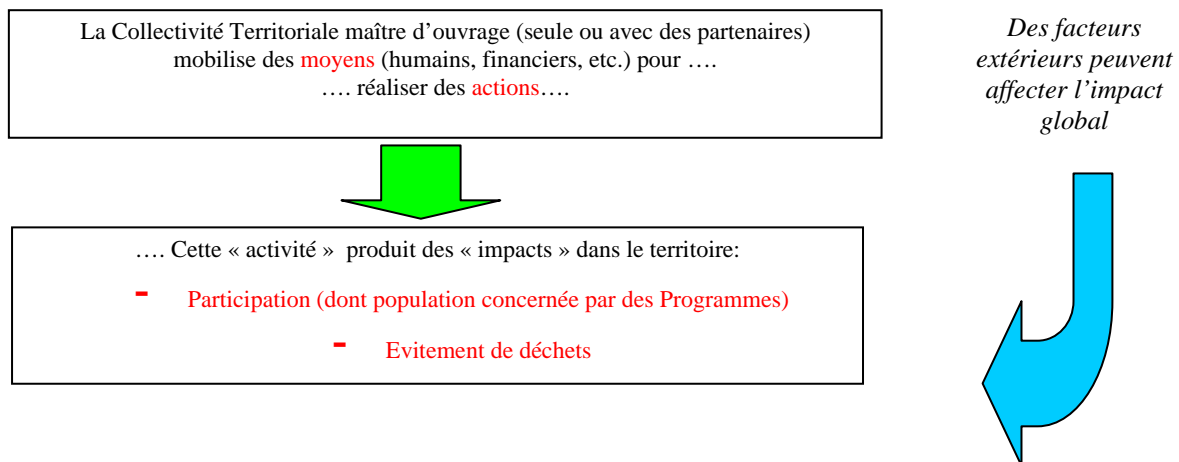 La Collectivité Territoriale maître d’ouvrage (seule ou avec des partenaires)
mobilise des moyens (humains, financiers, etc.) pour ….
…. réaliser des actions….
Des facteurs
extérieurs peuvent
affecter l’impact
global
…. Cette « activité »  produit des « impacts » dans le territoire:
- Participation (dont population concernée par des Programmes)
- Evitement de déchets